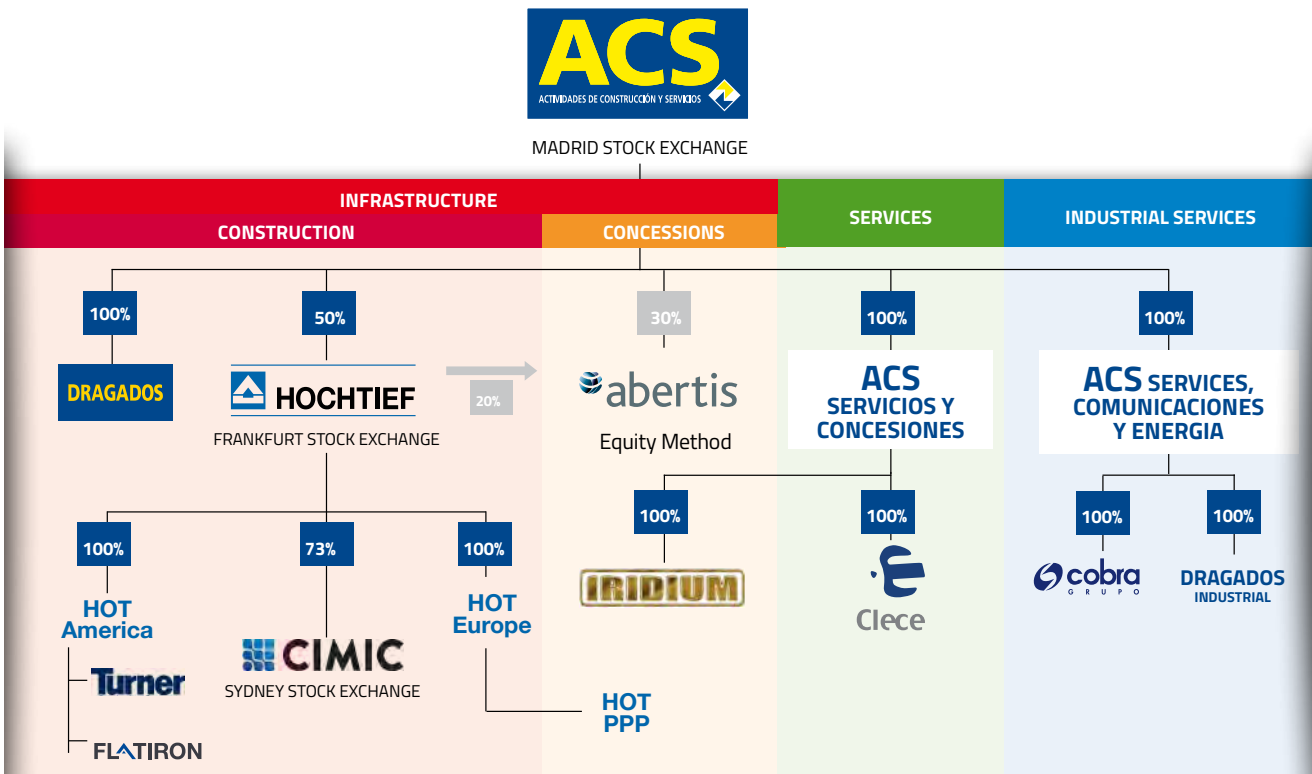 ACS
ACTIVIDADES DE CONSTRUCCIÓN Y SERVICIOS
MADRID STOCK EXCHANGE
INFRASTRUCTURE
CONSTRUCTION
CONCESSIONS
SERVICES
INDUSTRIAL SERVICES
100%
50%
30%
100%
100%
DRAGADOS
HOCHTIEF
FRANKFURT STOCK EXCHANGE
20%
abertis
Equity Method
ACS
SERVICIOS Y
CONCESIONES
ACS SERVICES,
COMUNICACIONES
Y ENERGIA
100%
73%
100%
100%
100%
100%
100%
HOT
America
Turner
FLATIRON
CIMIC
SYDNEY STOCK EXCHANGE
HOT
Europe
HOT
PPP
IRIDIUM
Clece
cobra
GRUPO
DRAGADOS
INDUSTRIAL